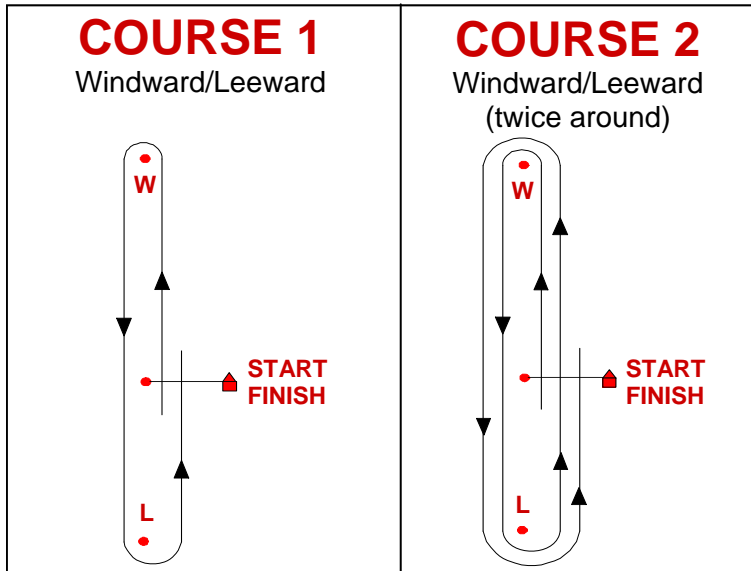 COURSE 1
Windward/Leeward
W
START
FINISH
L
COURSE 2
Windward/Leeward
(twice around)
W
START
FINISH
L